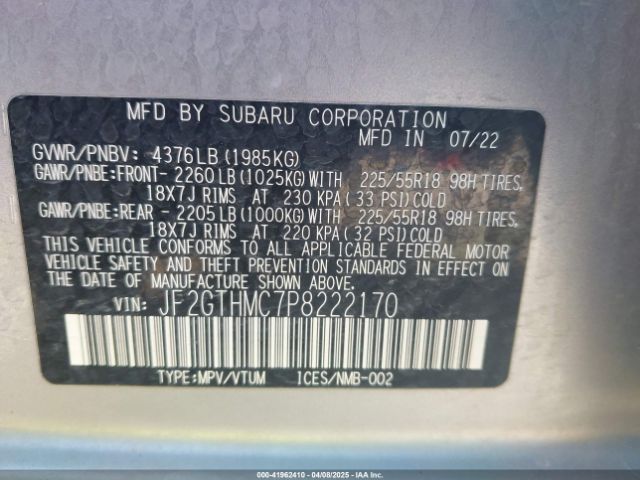 MFD BY SUBARU CORPORATION
MFD IN 07/22
GVWR/PNBV: 4376LB(1985KG)
GAWR/PNBE:FRONT- 2260LB(1025KG)WITH 225/55R18 98H TIRES,
18X7J RIMS AT 230 KPA(33 PSI)COLD
GAWR/PNBE:REAR - 2205LB(1000KG)WITH 225/55R18 98H TIRES,
18X7J RIMS AT 220 KPA(32 PSI)COLD
THIS VEHICLE CONFORMS TO ALL APPLICABLE FEDERAL MOTOR
VEHICLE SAFETY AND THEFT PREVENTION STANDARDS IN EFFECT ON THE
DATE OF MANUFACTURE SHOWN ABOVE.
VIN: JF2GTHMC7P8222170
TYPE:MPV/VTUM ICES/NMB-002
000-41962410 - 04/08/2025 - IAAI.COM